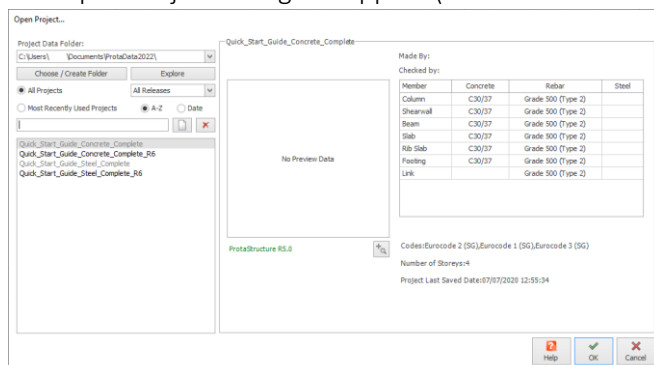 Open Project...
Project Data Folder:
C:\Users\ \Documents\ProtaData2022\
Choose / Create Folder
Explore
All Projects
All Releases
Most Recently Used Projects
A-Z
Date
Quick_Start_Guide_Concrete_Complete
Quick_Start_Guide_Concrete_Complete_R6
Quick_Start_Guide_Steel_Complete
Quick_Start_Guide_Steel_Complete_R6
Quick_Start_Guide_Concrete_Complete
No Preview Data
ProtaStructure R5.0
Made By:
Checked by:
Member Concrete Rebar Steel
Column C30/37 Grade 500 (Type 2)
Shearwall C30/37 Grade 500 (Type 2)
Beam C30/37 Grade 500 (Type 2)
Slab C30/37 Grade 500 (Type 2)
Rib Slab C30/37 Grade 500 (Type 2)
Footing C30/37 Grade 500 (Type 2)
Link Grade 500 (Type 2)
Codes:Eurocode 2 (SG),Eurocode 1 (SG),Eurocode 3 (SG)
Number of Storeys:4
Project Last Saved Date:07/07/2020 12:55:34
Help
OK
Cancel